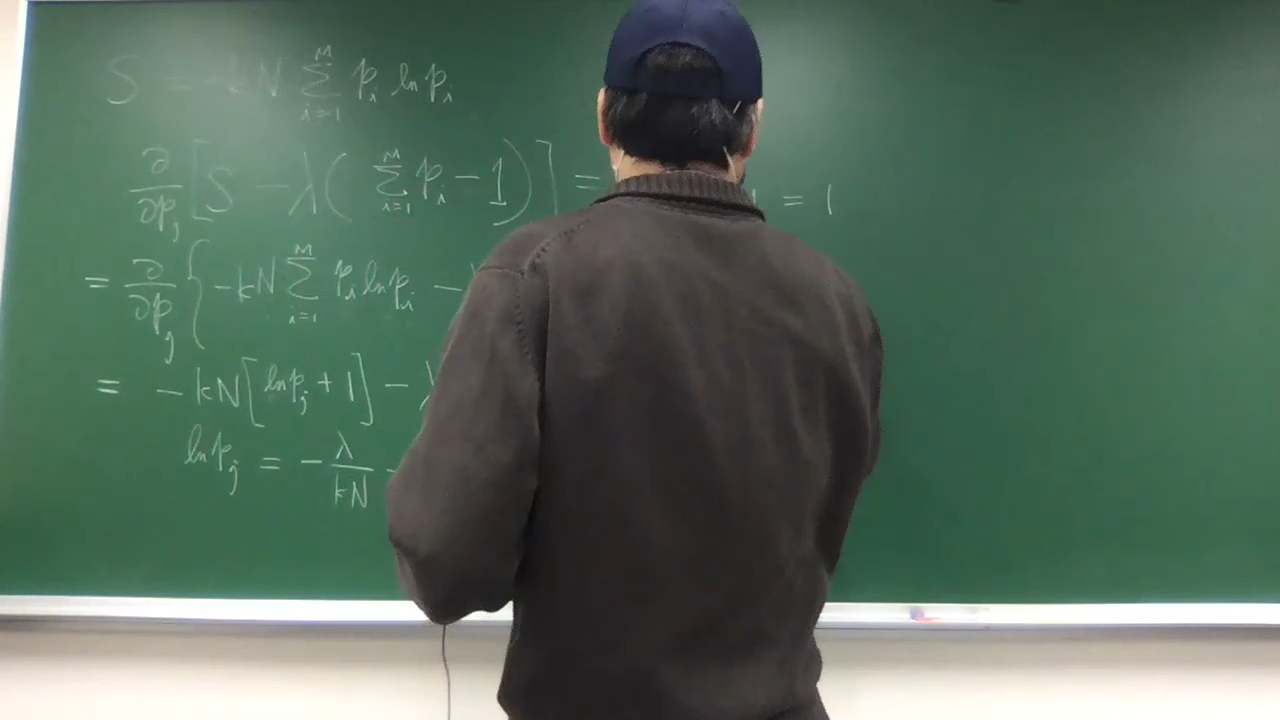 S = -kN ∑_{i=1}^{M} p_i ln p_i
∂/∂p_j [S - λ( ∑_{i=1}^{M} p_i - 1)] = = 1
= ∂/∂p_j { -kN ∑_{i=1}^{M} p_i ln p_i -
= -kN[ln p_j + 1] - λ
ln p_j = - λ/kN -